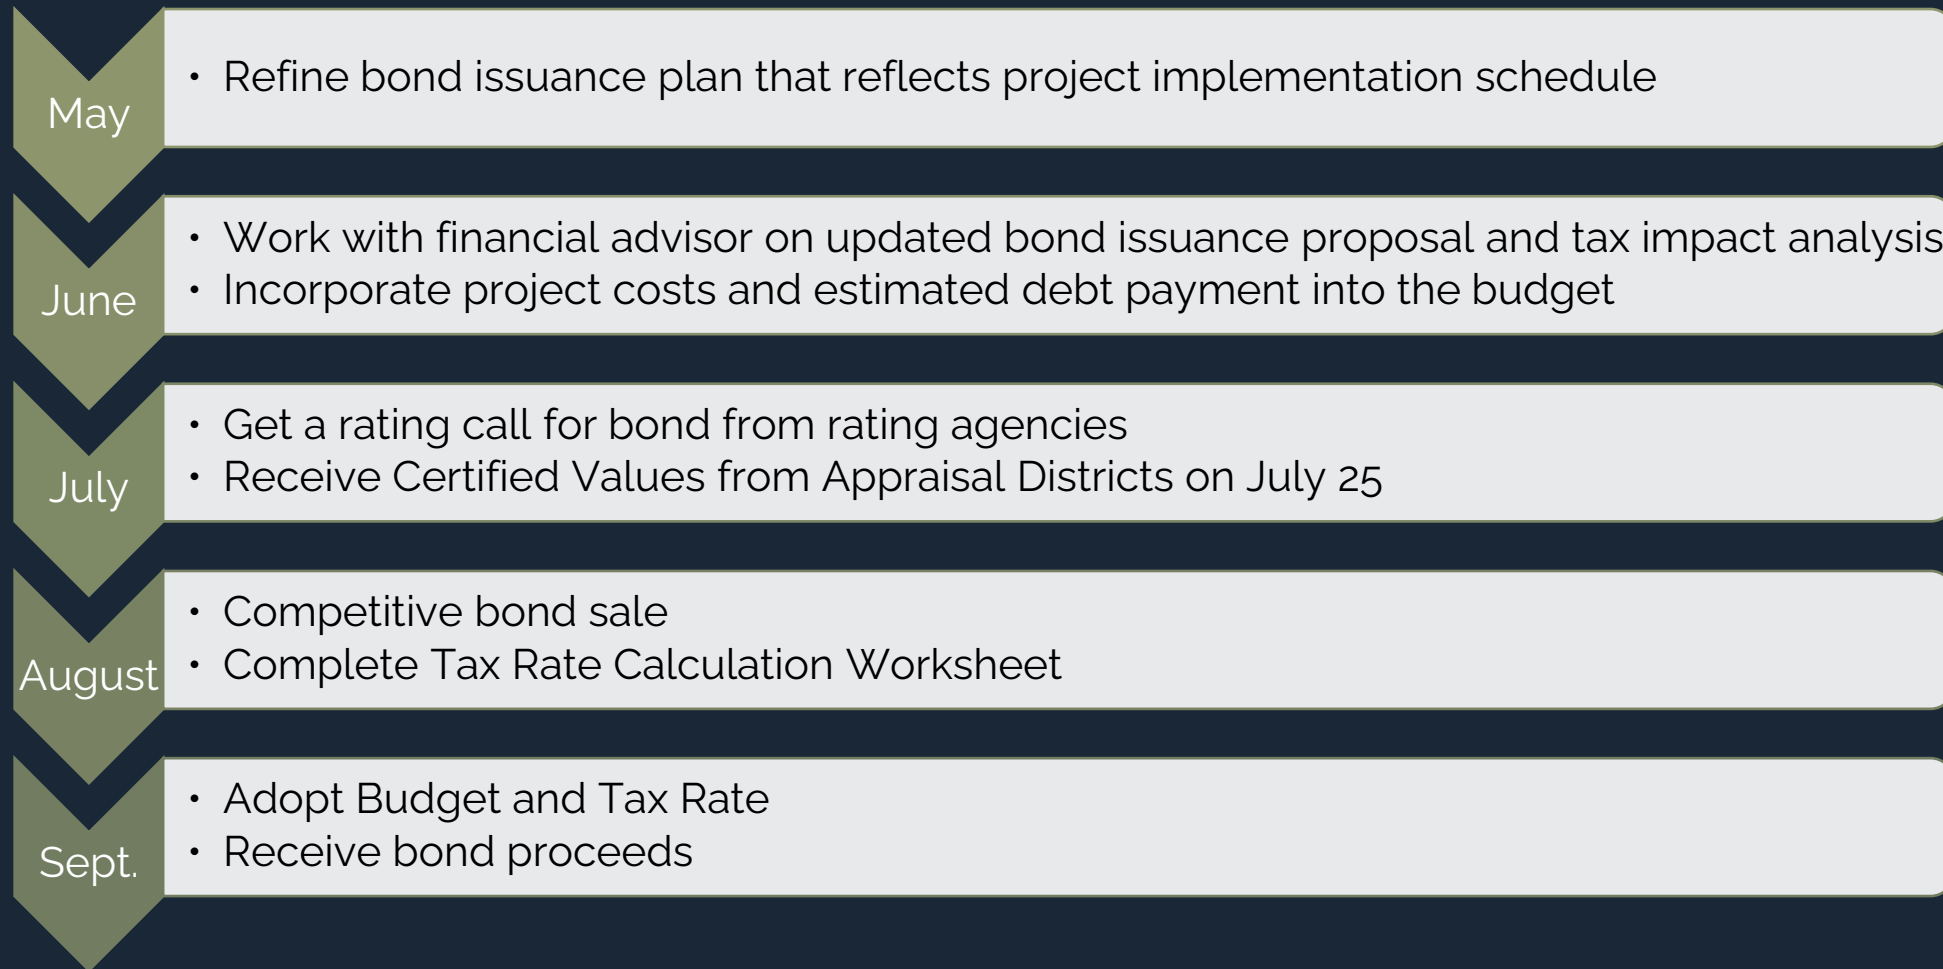 May
• Refine bond issuance plan that reflects project implementation schedule
June
• Work with financial advisor on updated bond issuance proposal and tax impact analysis
• Incorporate project costs and estimated debt payment into the budget
July
• Get a rating call for bond from rating agencies
• Receive Certified Values from Appraisal Districts on July 25
August
• Competitive bond sale
• Complete Tax Rate Calculation Worksheet
Sept.
• Adopt Budget and Tax Rate
• Receive bond proceeds